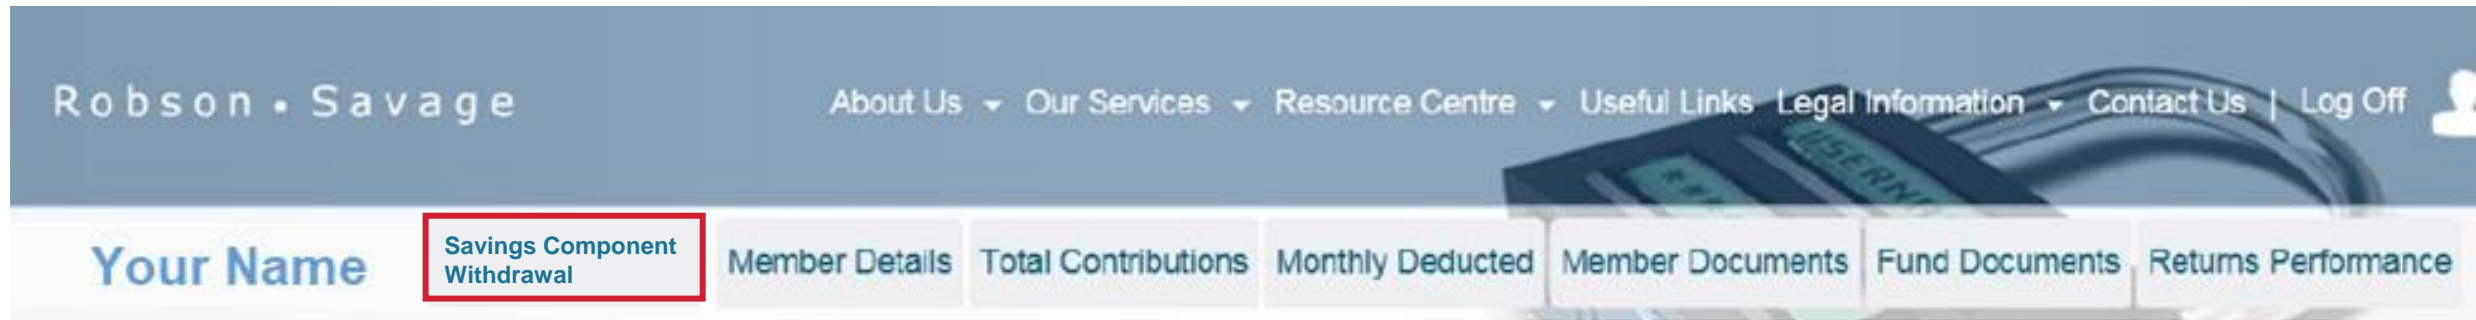 Robson • Savage
About Us Our Services Resource Centre Useful Links Legal Information Contact Us | Log Off
***
Your Name
Savings Component
Withdrawal
Member Details Total Contributions Monthly Deducted Member Documents Fund Documents Returns Performance